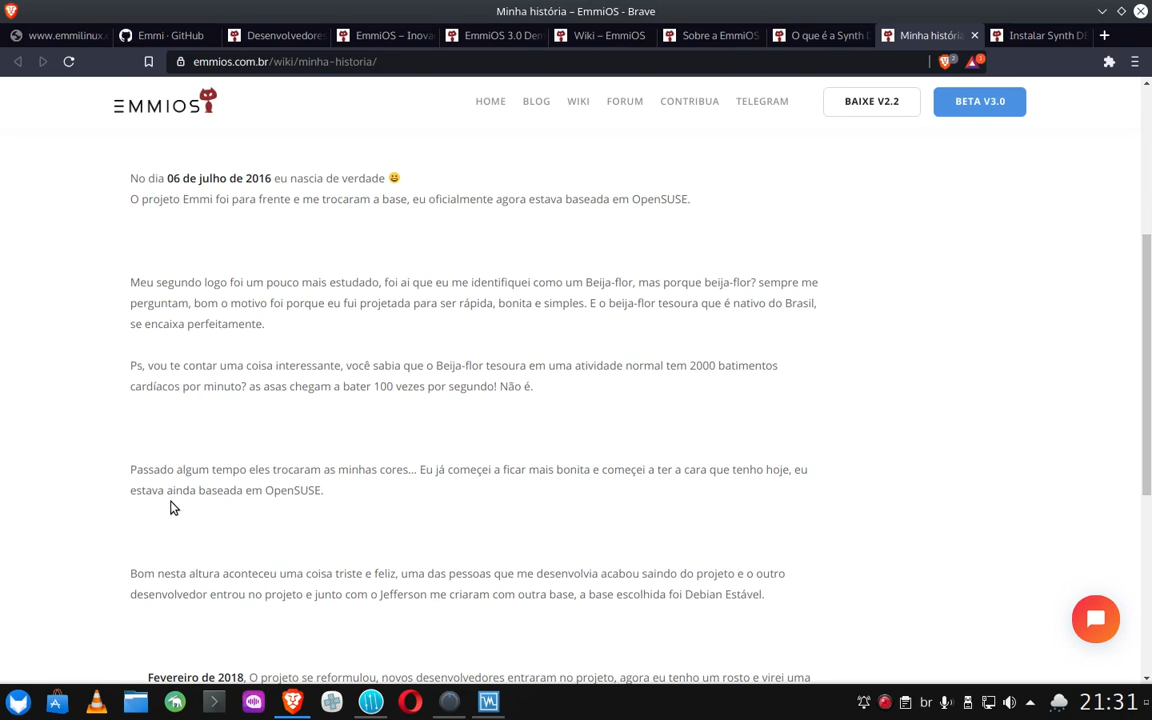 Minha história – EmmiOS - Brave
www.emmilinux.
Emmi · GitHub
Desenvolvedores
EmmiOS – Inova
EmmiOS 3.0 Den
Wiki – EmmiOS
Sobre a EmmiOS
O que é a Synth D
Minha história
Instalar Synth DE
emmios.com.br/wiki/minha-historia/
EMMIOS
HOME
BLOG
WIKI
FORUM
CONTRIBUA
TELEGRAM
BAIXE V2.2
BETA V3.0
No dia 06 de julho de 2016 eu nascia de verdade 😀
O projeto Emmi foi para frente e me trocaram a base, eu oficialmente agora estava baseada em OpenSUSE.
Meu segundo logo foi um pouco mais estudado, foi ai que eu me identifiquei como um Beija-flor, mas porque beija-flor? sempre me
perguntam, bom o motivo foi porque eu fui projetada para ser rápida, bonita e simples. E o beija-flor tesoura que é nativo do Brasil,
se encaixa perfeitamente.
Ps, vou te contar uma coisa interessante, você sabia que o Beija-flor tesoura em uma atividade normal tem 2000 batimentos
cardíacos por minuto? as asas chegam a bater 100 vezes por segundo! Não é.
Passado algum tempo eles trocaram as minhas cores... Eu já começei a ficar mais bonita e começei a ter a cara que tenho hoje, eu
estava ainda baseada em OpenSUSE.
Bom nesta altura aconteceu uma coisa triste e feliz, uma das pessoas que me desenvolvia acabou saindo do projeto e o outro
desenvolvedor entrou no projeto e junto com o Jefferson me criaram com outra base, a base escolhida foi Debian Estável.
Fevereiro de 2018, O projeto se reformulou, novos desenvolvedores entraram no projeto, agora eu tenho um rosto e virei uma
br
21:31